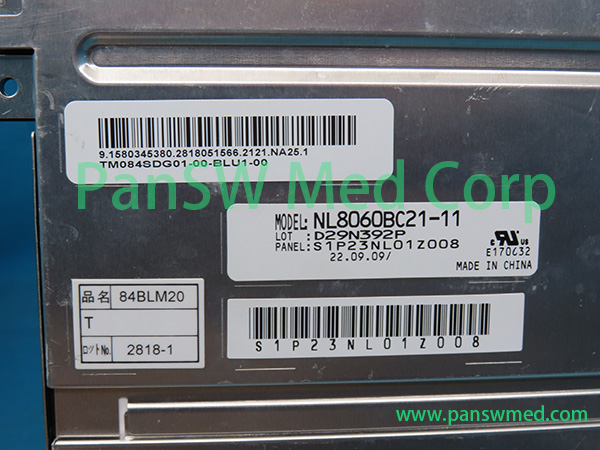 9.1580345380.2818051566.2121.NA25.1
TM084SDG01-00-BLU1-00
PanSW Med Corp
MODEL: NL8060BC21-11
LOT : D29N392P
PANEL: S1P23NL01Z008
22.09.09/
c RU us
E170632
MADE IN CHINA
品名 84BLM20
T
ロットNo. 2818-1
S1P23NL01Z008
www.panswmed.com